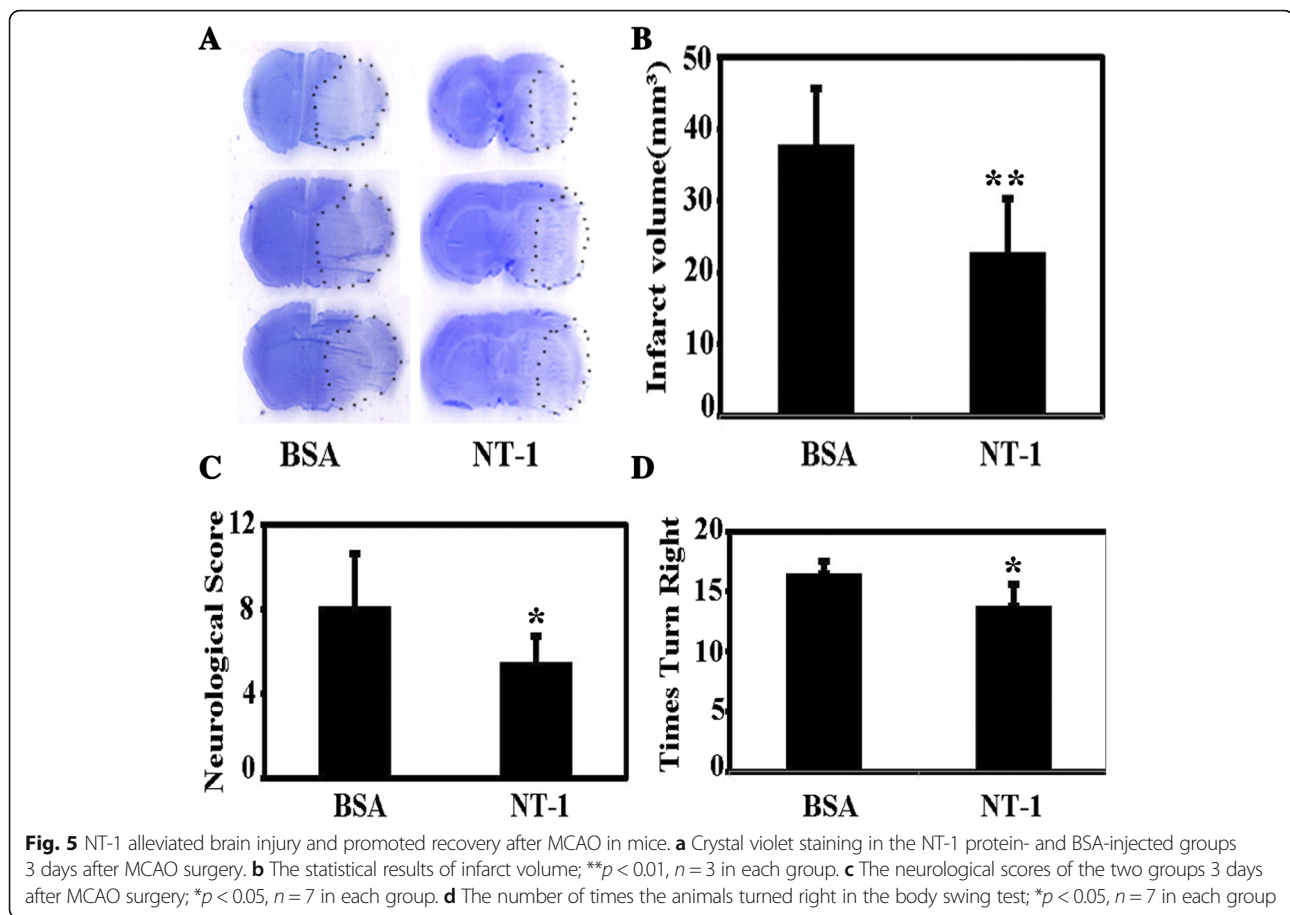 A
B
50
40
30
20
10
0
Infarct volume(mm³)
**
BSA
NT-1
BSA
NT-1
C
D
12
8
4
0
Neurological Score
*
BSA
NT-1
20
15
10
5
0
Times Turn Right
*
BSA
NT-1
Fig. 5 NT-1 alleviated brain injury and promoted recovery after MCAO in mice. a Crystal violet staining in the NT-1 protein- and BSA-injected groups
3 days after MCAO surgery. b The statistical results of infarct volume; **p < 0.01, n = 3 in each group. c The neurological scores of the two groups 3 days
after MCAO surgery; *p < 0.05, n = 7 in each group. d The number of times the animals turned right in the body swing test; *p < 0.05, n = 7 in each group